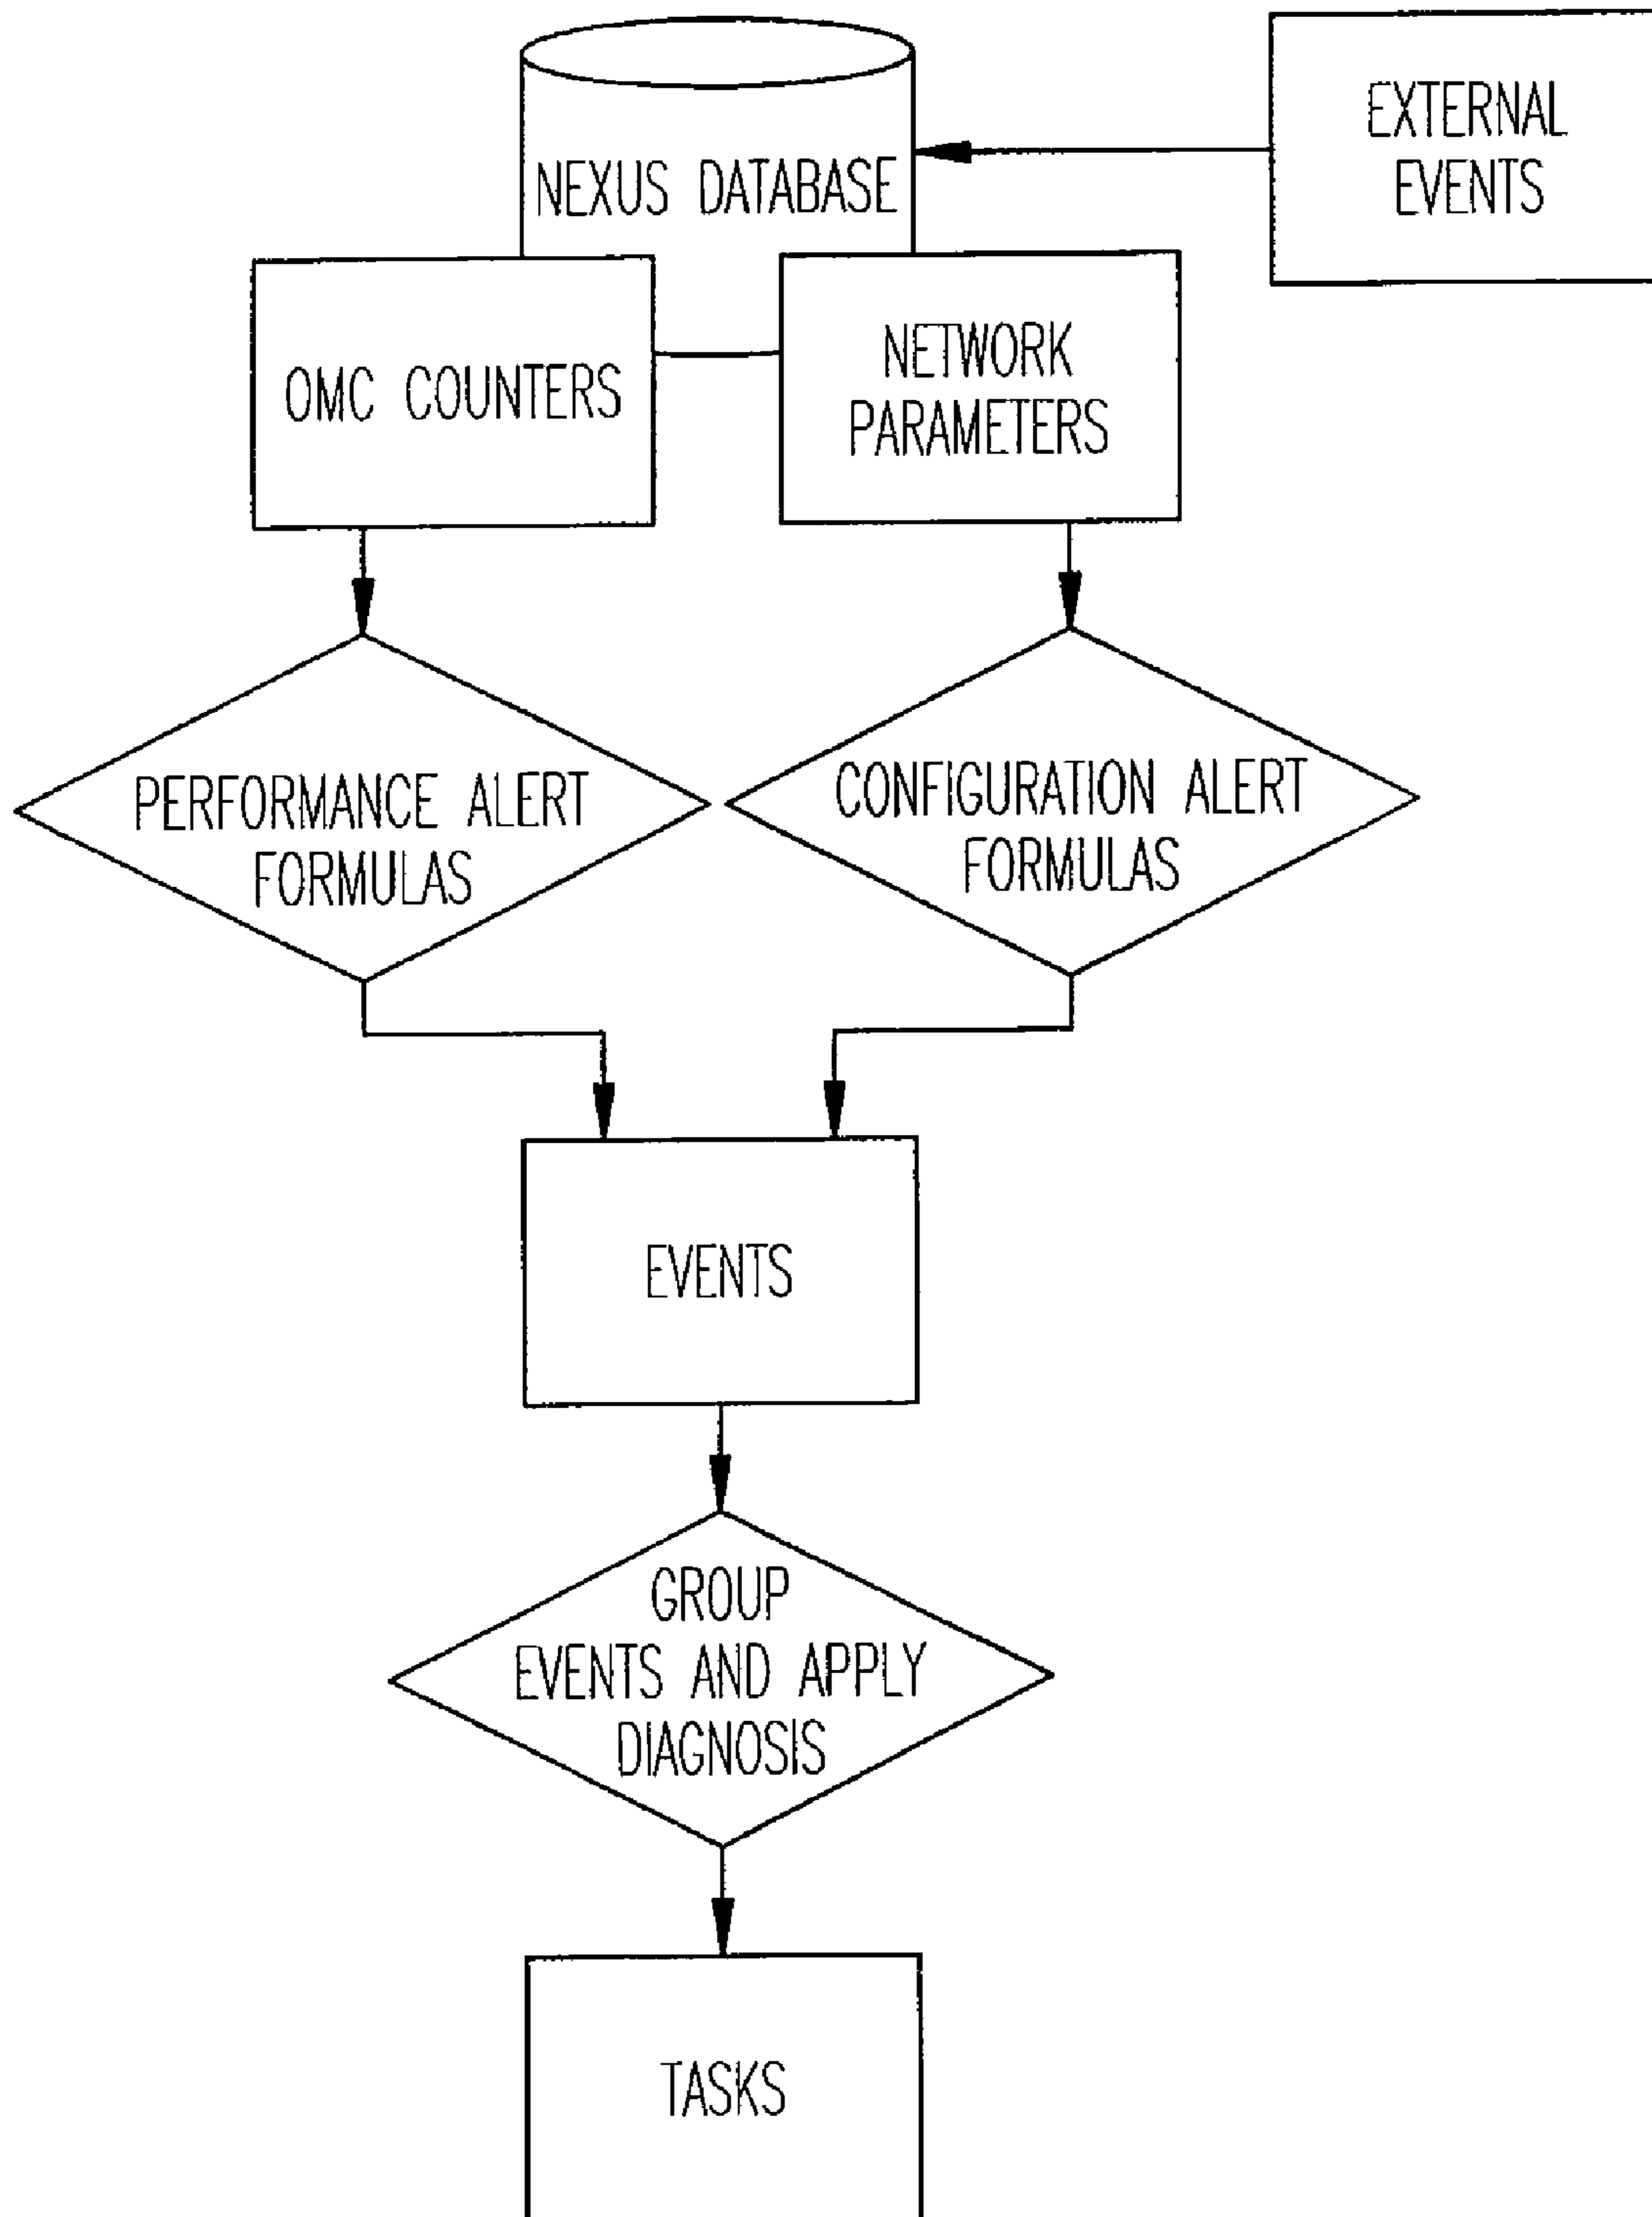 NEXUS DATABASE
EXTERNAL
EVENTS
OMC COUNTERS
NETWORK
PARAMETERS
PERFORMANCE ALERT
FORMULAS
CONFIGURATION ALERT
FORMULAS
EVENTS
GROUP
EVENTS AND APPLY
DIAGNOSIS
TASKS